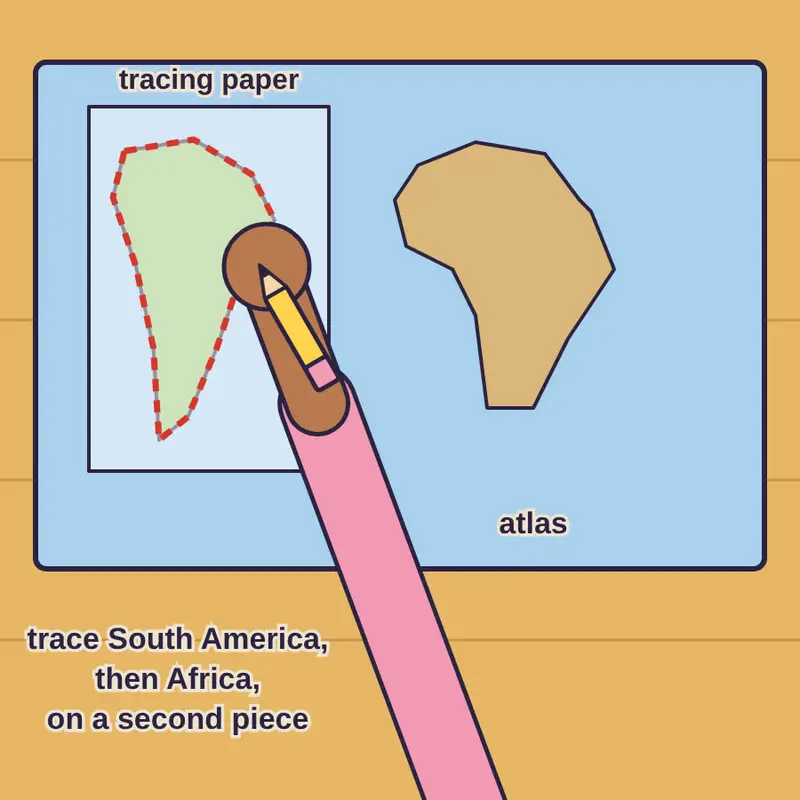 tracing paper
atlas
trace South America,
then Africa,
on a second piece